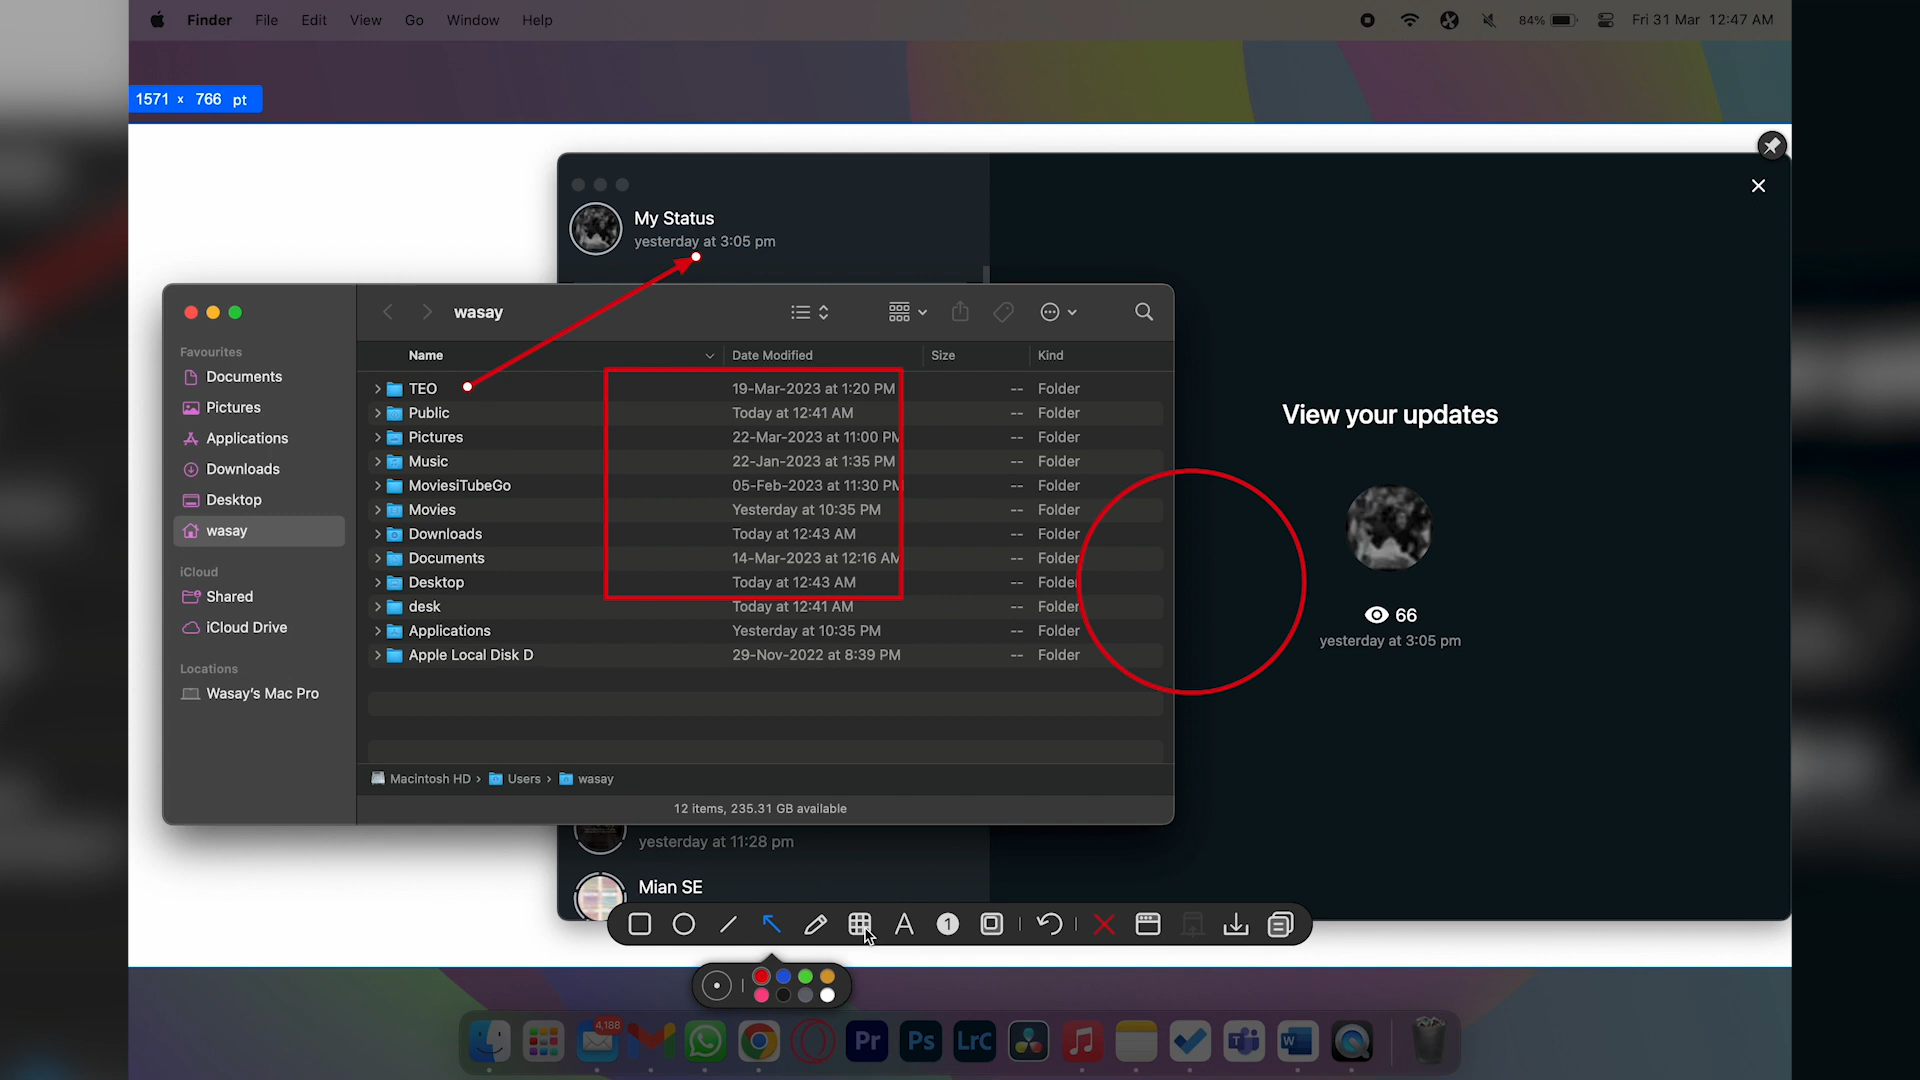 Finder File Edit View Go Window Help 84% Fri 31 Mar 12:47 AM
1571 x 766 pt
My Status
yesterday at 3:05 pm
wasay
Favourites
Documents
Pictures
Applications
Downloads
Desktop
wasay
iCloud
Shared
iCloud Drive
Locations
Wasay's Mac Pro
Name Date Modified Size Kind
TEO 19-Mar-2023 at 1:20 PM -- Folder
Public Today at 12:41 AM -- Folder
Pictures 22-Mar-2023 at 11:00 PM -- Folder
Music 22-Jan-2023 at 1:35 PM -- Folder
MoviesiTubeGo 05-Feb-2023 at 11:30 PM -- Folder
Movies Yesterday at 10:35 PM -- Folder
Downloads Today at 12:43 AM -- Folder
Documents 14-Mar-2023 at 12:16 AM -- Folder
Desktop Today at 12:43 AM -- Folder
desk Today at 12:41 AM -- Folder
Applications Yesterday at 10:35 PM -- Folder
Apple Local Disk D 29-Nov-2022 at 8:39 PM -- Folder
Macintosh HD › Users › wasay
12 items, 235.31 GB available
View your updates
66
yesterday at 3:05 pm
yesterday at 11:28 pm
Mian SE
A 1
4,188
Pr Ps LrC W